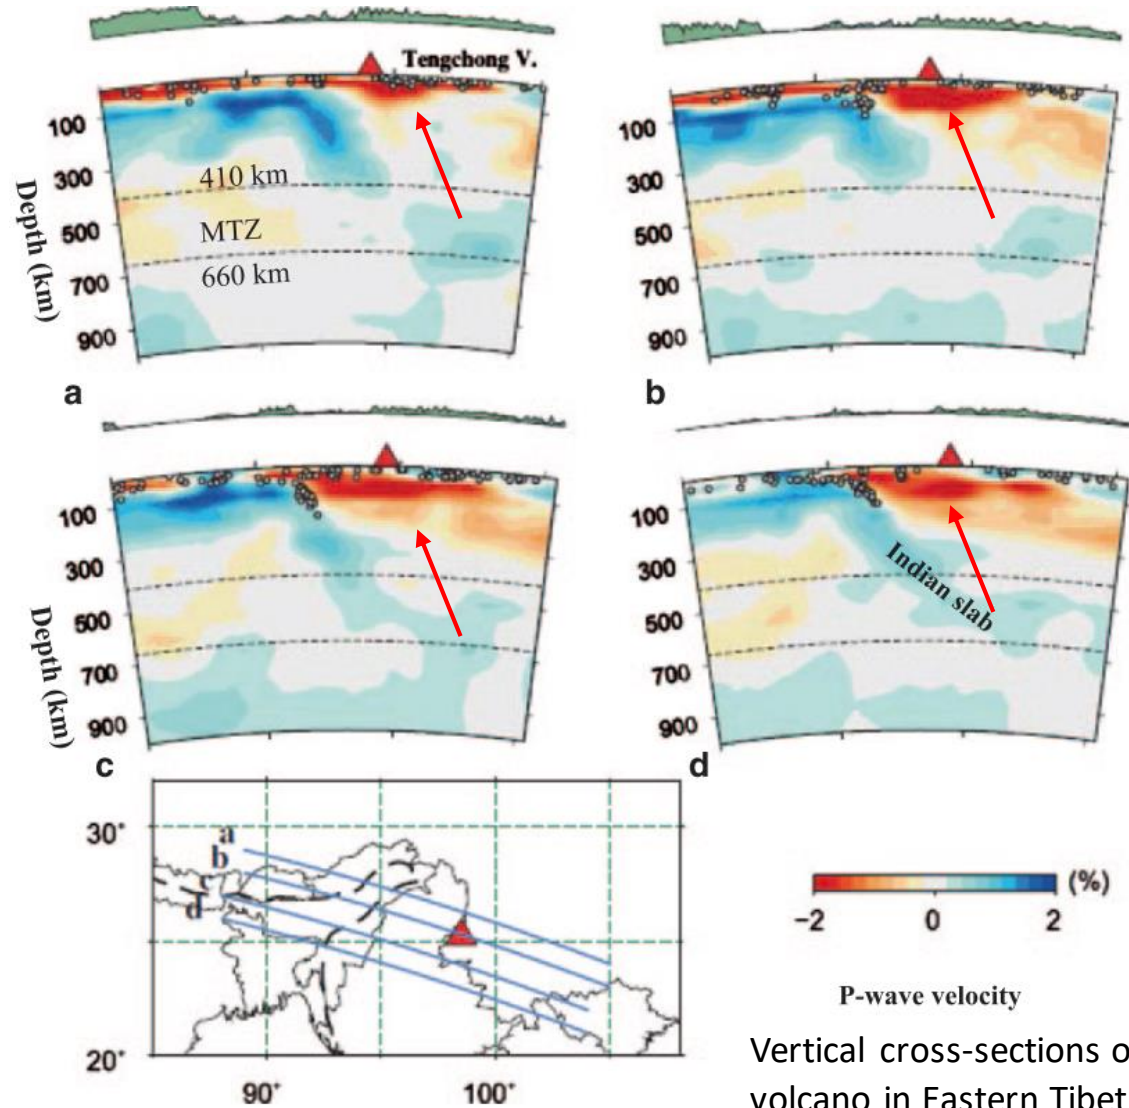 Tengchong V.
100
300
500
700
900
Depth (km)
410 km
MTZ
660 km
100
300
500
700
900
a
b
100
300
500
700
900
Depth (km)
100
300
500
700
900
Indian slab
c
d
30°
20°
90°
100°
a
b
c
d
(%)
−2 0 2
P-wave velocity
Vertical cross-sections o
volcano in Eastern Tibet